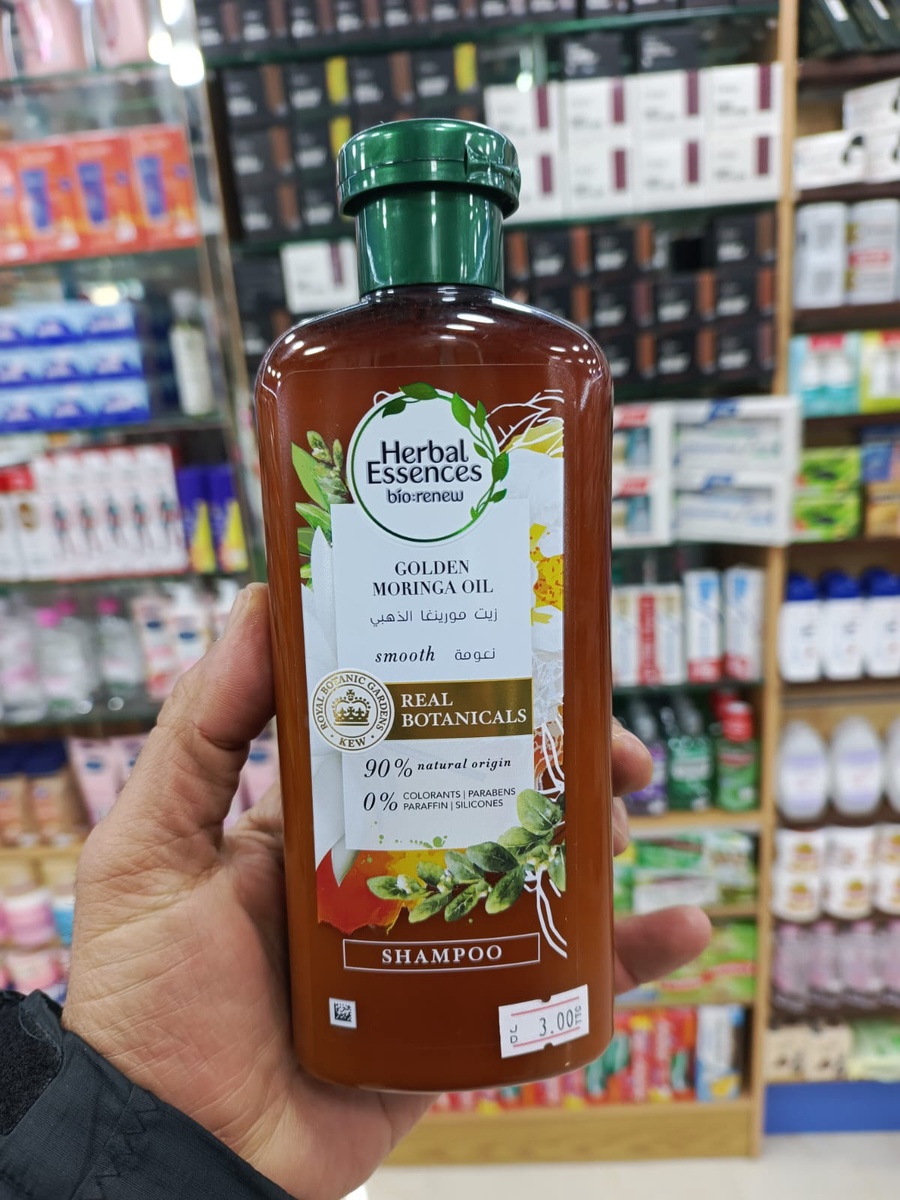 Herbal
Essences
bio:renew
GOLDEN
MORINGA OIL
زيت مورينغا الذهبي
smooth نعومة
ROYAL BOTANIC GARDENS
KEW
REAL
BOTANICALS
90% natural origin
0% COLORANTS | PARABENS
PARAFFIN | SILICONES
SHAMPOO
3.00